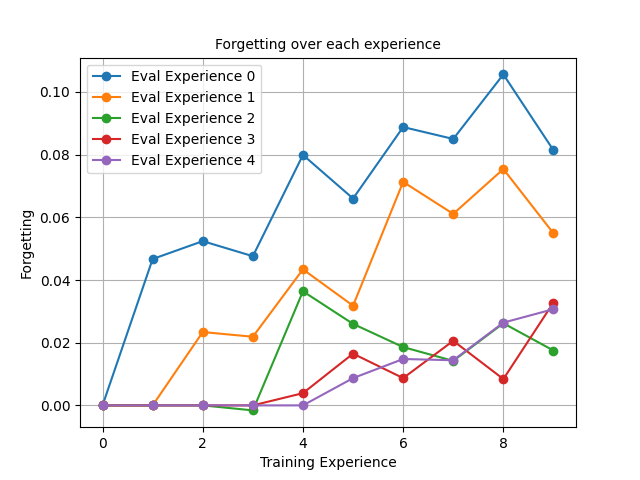 Forgetting over each experience
Eval Experience 0
Eval Experience 1
Eval Experience 2
Eval Experience 3
Eval Experience 4
Forgetting
0.10
0.08
0.06
0.04
0.02
0.00
0 2 4 6 8
Training Experience